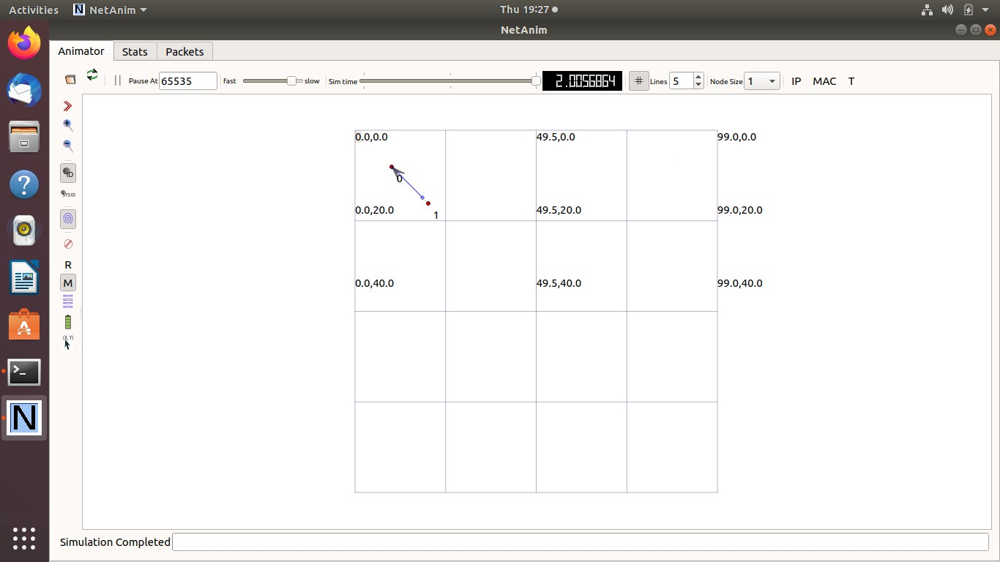 Activities NetAnim Thu 19:27
NetAnim
Animator Stats Packets
Pause At 65535 fast slow Sim time 2.0056864 # Lines 5 Node Size 1 IP MAC T
0.0,0.0 49.5,0.0 99.0,0.0
ID
0
SYSID
0.0,20.0 49.5,20.0 99.0,20.0
1
R
M
0.0,40.0 49.5,40.0 99.0,40.0
(X,Y)
Simulation Completed